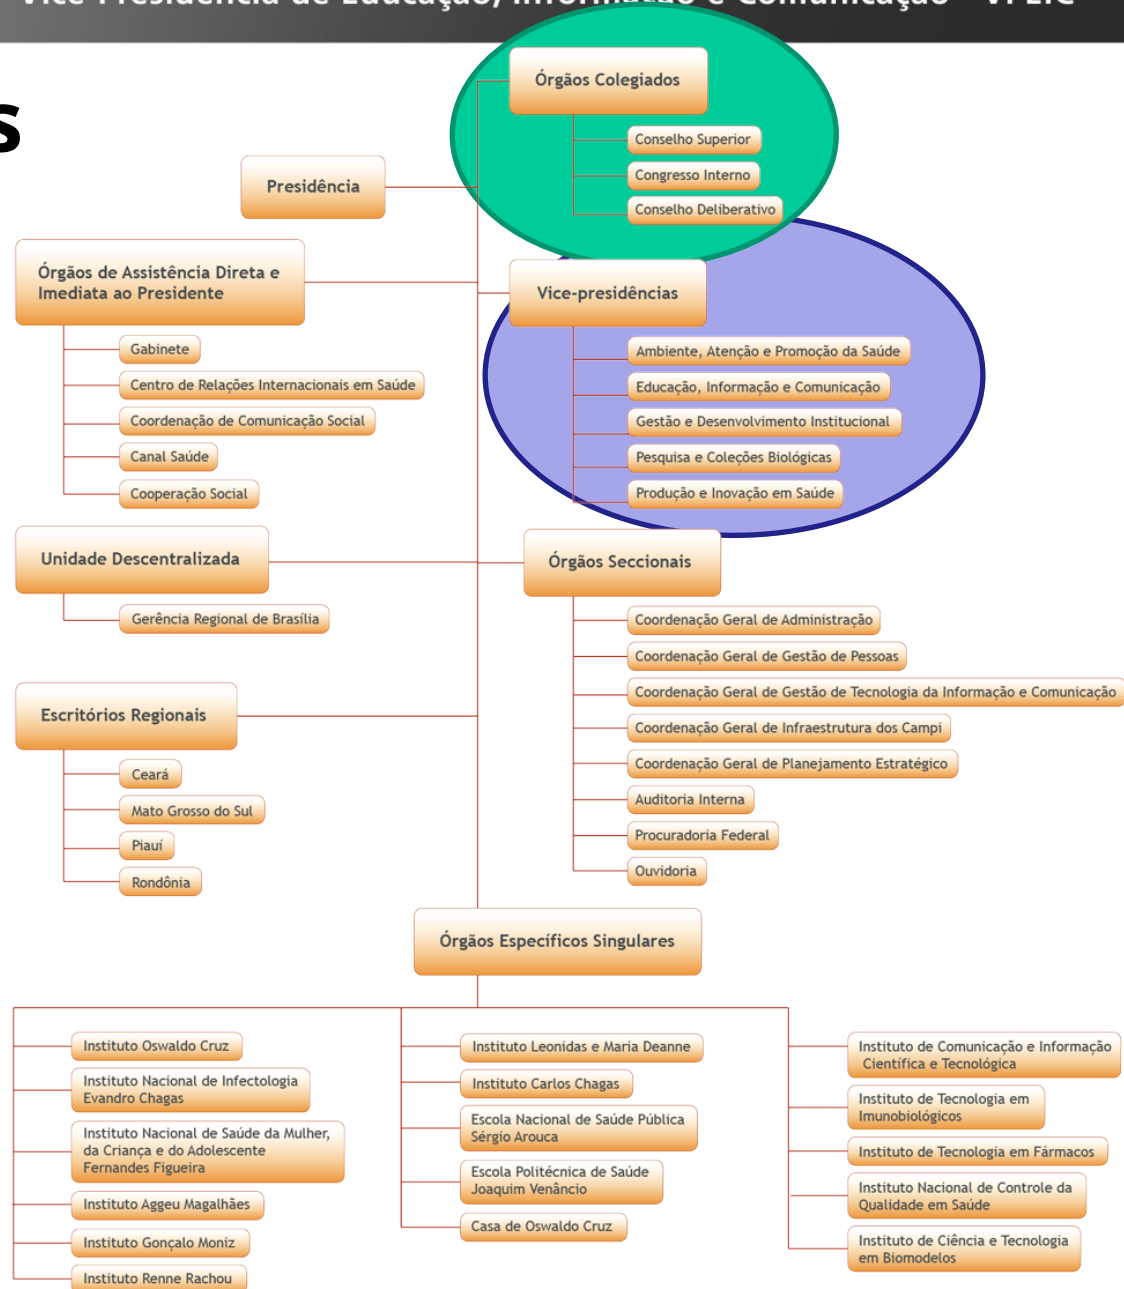 Vice-Presidência de Educação, Informação e Comunicação - VPEIC
s
Órgãos Colegiados
Conselho Superior
Congresso Interno
Conselho Deliberativo
Presidência
Órgãos de Assistência Direta e
Imediata ao Presidente
Gabinete
Centro de Relações Internacionais em Saúde
Coordenação de Comunicação Social
Canal Saúde
Cooperação Social
Vice-presidências
Ambiente, Atenção e Promoção da Saúde
Educação, Informação e Comunicação
Gestão e Desenvolvimento Institucional
Pesquisa e Coleções Biológicas
Produção e Inovação em Saúde
Unidade Descentralizada
Gerência Regional de Brasília
Órgãos Seccionais
Coordenação Geral de Administração
Coordenação Geral de Gestão de Pessoas
Coordenação Geral de Gestão de Tecnologia da Informação e Comunicação
Coordenação Geral de Infraestrutura dos Campi
Coordenação Geral de Planejamento Estratégico
Auditoria Interna
Procuradoria Federal
Ouvidoria
Escritórios Regionais
Ceará
Mato Grosso do Sul
Piauí
Rondônia
Órgãos Específicos Singulares
Instituto Oswaldo Cruz
Instituto Nacional de Infectologia
Evandro Chagas
Instituto Nacional de Saúde da Mulher,
da Criança e do Adolescente
Fernandes Figueira
Instituto Aggeu Magalhães
Instituto Gonçalo Moniz
Instituto Renne Rachou
Instituto Leonidas e Maria Deanne
Instituto Carlos Chagas
Escola Nacional de Saúde Pública
Sérgio Arouca
Escola Politécnica de Saúde
Joaquim Venâncio
Casa de Oswaldo Cruz
Instituto de Comunicação e Informação
Científica e Tecnológica
Instituto de Tecnologia em
Imunobiológicos
Instituto de Tecnologia em Fármacos
Instituto Nacional de Controle da
Qualidade em Saúde
Instituto de Ciência e Tecnologia
em Biomodelos